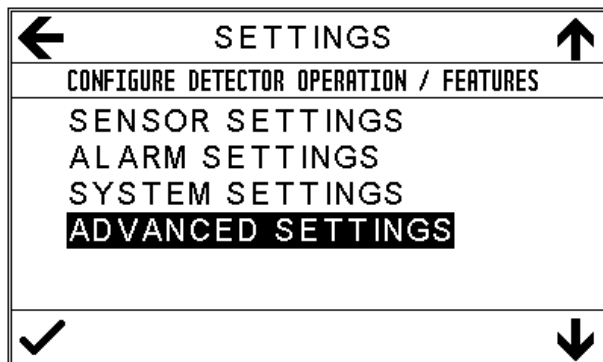 SETTINGS
CONFIGURE DETECTOR OPERATION / FEATURES
SENSOR SETTINGS
ALARM SETTINGS
SYSTEM SETTINGS
ADVANCED SETTINGS